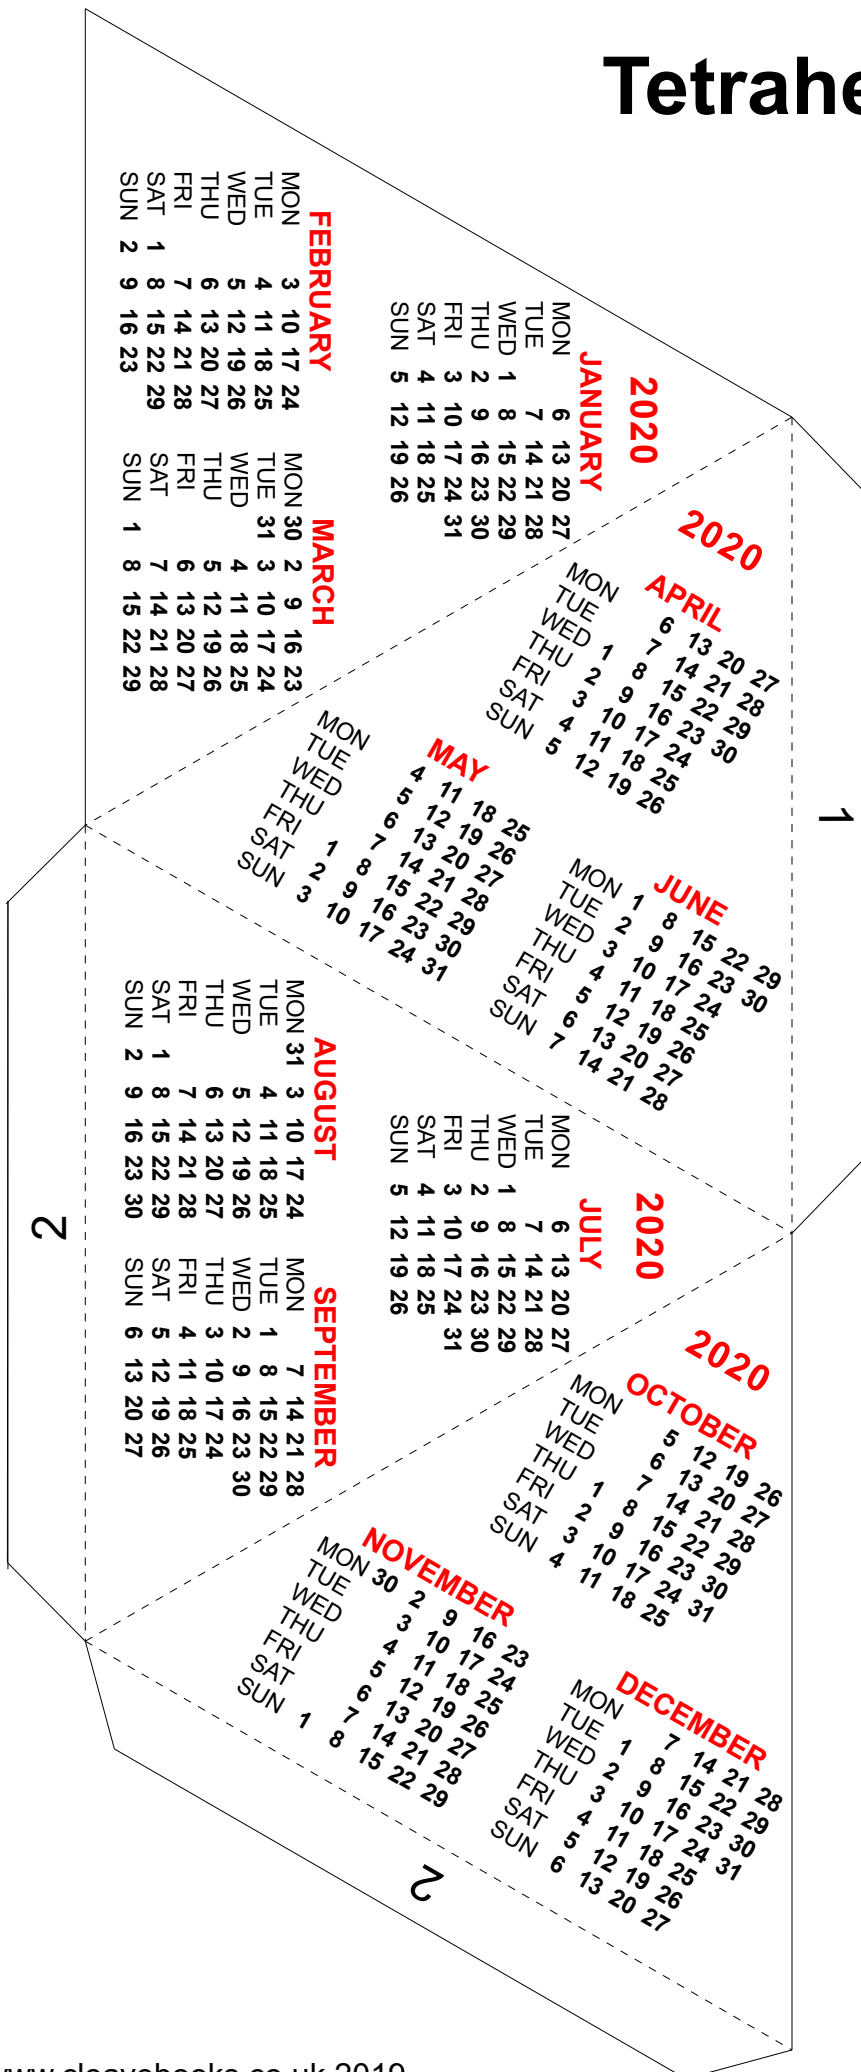 Tetrahe
2020
JANUARY
MON 6 13 20 27
TUE 7 14 21 28
WED 1 8 15 22 29
THU 2 9 16 23 30
FRI 3 10 17 24 31
SAT 4 11 18 25
SUN 5 12 19 26
FEBRUARY
MON 3 10 17 24
TUE 4 11 18 25
WED 5 12 19 26
THU 6 13 20 27
FRI 7 14 21 28
SAT 1 8 15 22 29
SUN 2 9 16 23
MARCH
MON 30 2 9 16 23
TUE 31 3 10 17 24
WED 4 11 18 25
THU 5 12 19 26
FRI 6 13 20 27
SAT 7 14 21 28
SUN 1 8 15 22 29
2020
APRIL
MON 6 13 20 27
TUE 7 14 21 28
WED 1 8 15 22 29
THU 2 9 16 23 30
FRI 3 10 17 24
SAT 4 11 18 25
SUN 5 12 19 26
MAY
MON 4 11 18 25
TUE 5 12 19 26
WED 6 13 20 27
THU 7 14 21 28
FRI 1 8 15 22 29
SAT 2 9 16 23 30
SUN 3 10 17 24 31
JUNE
MON 1 8 15 22 29
TUE 2 9 16 23 30
WED 3 10 17 24
THU 4 11 18 25
FRI 5 12 19 26
SAT 6 13 20 27
SUN 7 14 21 28
1
2020
JULY
MON 6 13 20 27
TUE 7 14 21 28
WED 1 8 15 22 29
THU 2 9 16 23 30
FRI 3 10 17 24 31
SAT 4 11 18 25
SUN 5 12 19 26
AUGUST
MON 31 3 10 17 24
TUE 4 11 18 25
WED 5 12 19 26
THU 6 13 20 27
FRI 7 14 21 28
SAT 1 8 15 22 29
SUN 2 9 16 23 30
SEPTEMBER
MON 7 14 21 28
TUE 1 8 15 22 29
WED 2 9 16 23 30
THU 3 10 17 24
FRI 4 11 18 25
SAT 5 12 19 26
SUN 6 13 20 27
2
2020
OCTOBER
MON 5 12 19 26
TUE 6 13 20 27
WED 7 14 21 28
THU 1 8 15 22 29
FRI 2 9 16 23 30
SAT 3 10 17 24 31
SUN 4 11 18 25
NOVEMBER
MON 30 2 9 16 23
TUE 3 10 17 24
WED 4 11 18 25
THU 5 12 19 26
FRI 6 13 20 27
SAT 7 14 21 28
SUN 1 8 15 22 29
DECEMBER
MON 7 14 21 28
TUE 1 8 15 22 29
WED 2 9 16 23 30
THU 3 10 17 24 31
FRI 4 11 18 25
SAT 5 12 19 26
SUN 6 13 20 27
2
www.cleavebooks.co.uk 2019